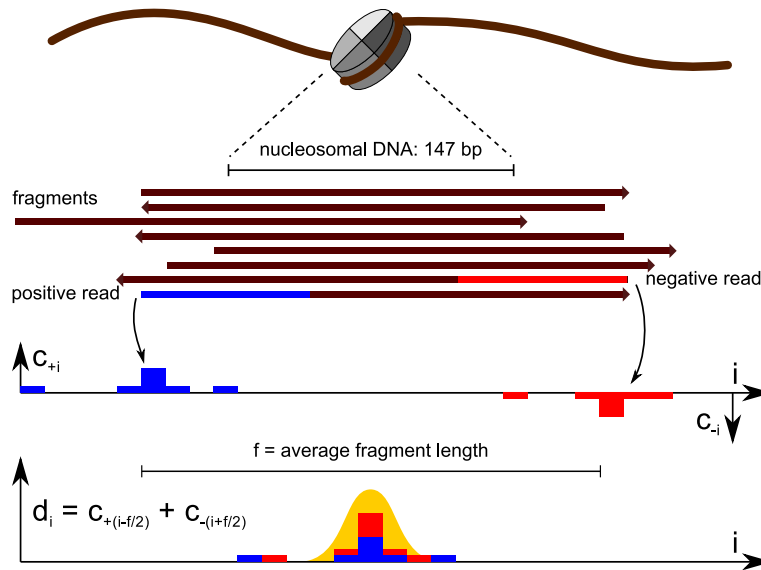 nucleosomal DNA: 147 bp
fragments
negative read
positive read
c+i
i
c-i
f = average fragment length
di = c+(i-f/2) + c-(i+f/2)
i